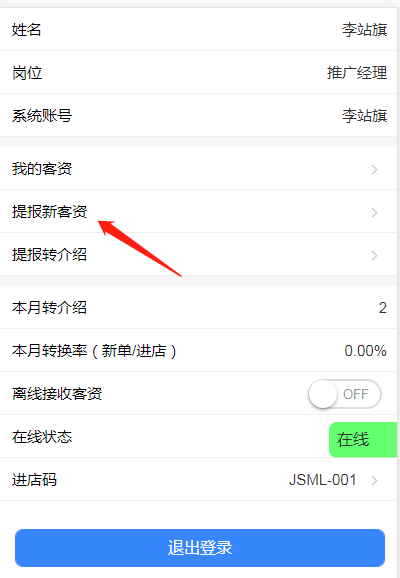 姓名 李站旗
岗位 推广经理
系统账号 李站旗
我的客资
提报新客资
提报转介绍
本月转介绍 2
本月转换率（新单/进店） 0.00%
离线接收客资 OFF
在线状态 在线
进店码 JSML-001
退出登录